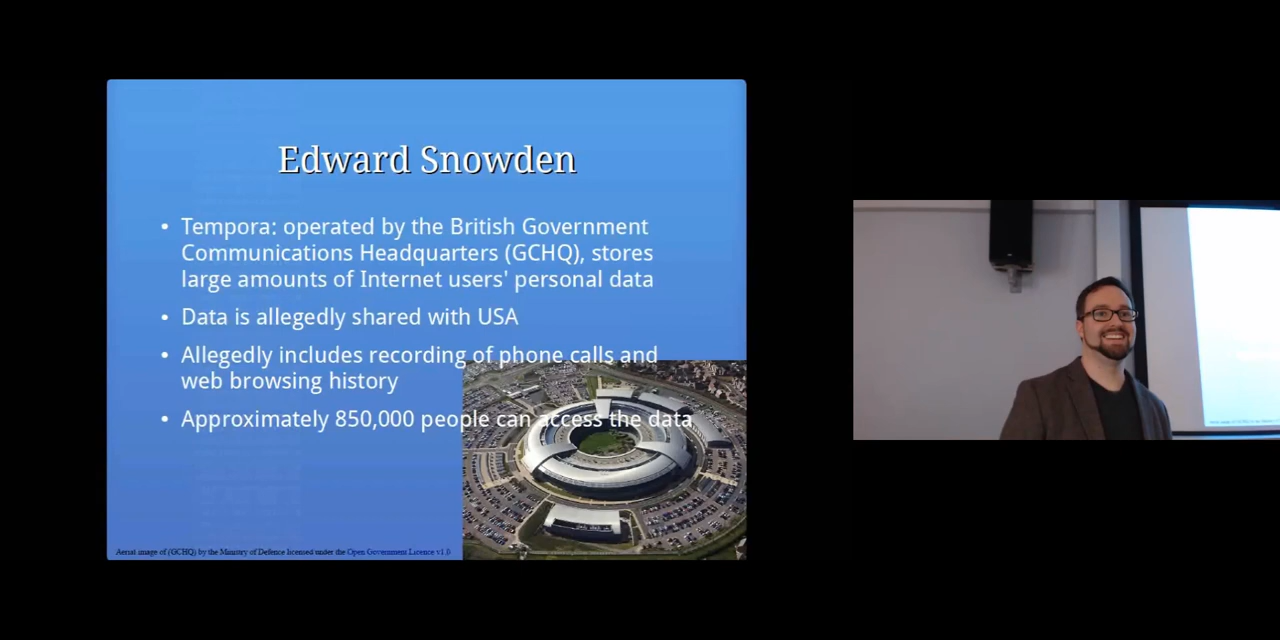 Edward Snowden
• Tempora: operated by the British Government
Communications Headquarters (GCHQ), stores
large amounts of Internet users' personal data
• Data is allegedly shared with USA
• Allegedly includes recording of phone calls and
web browsing history
• Approximately 850,000 people can access the data
Aerial image of (GCHQ) by the Ministry of Defence licensed under the Open Government Licence v1.0